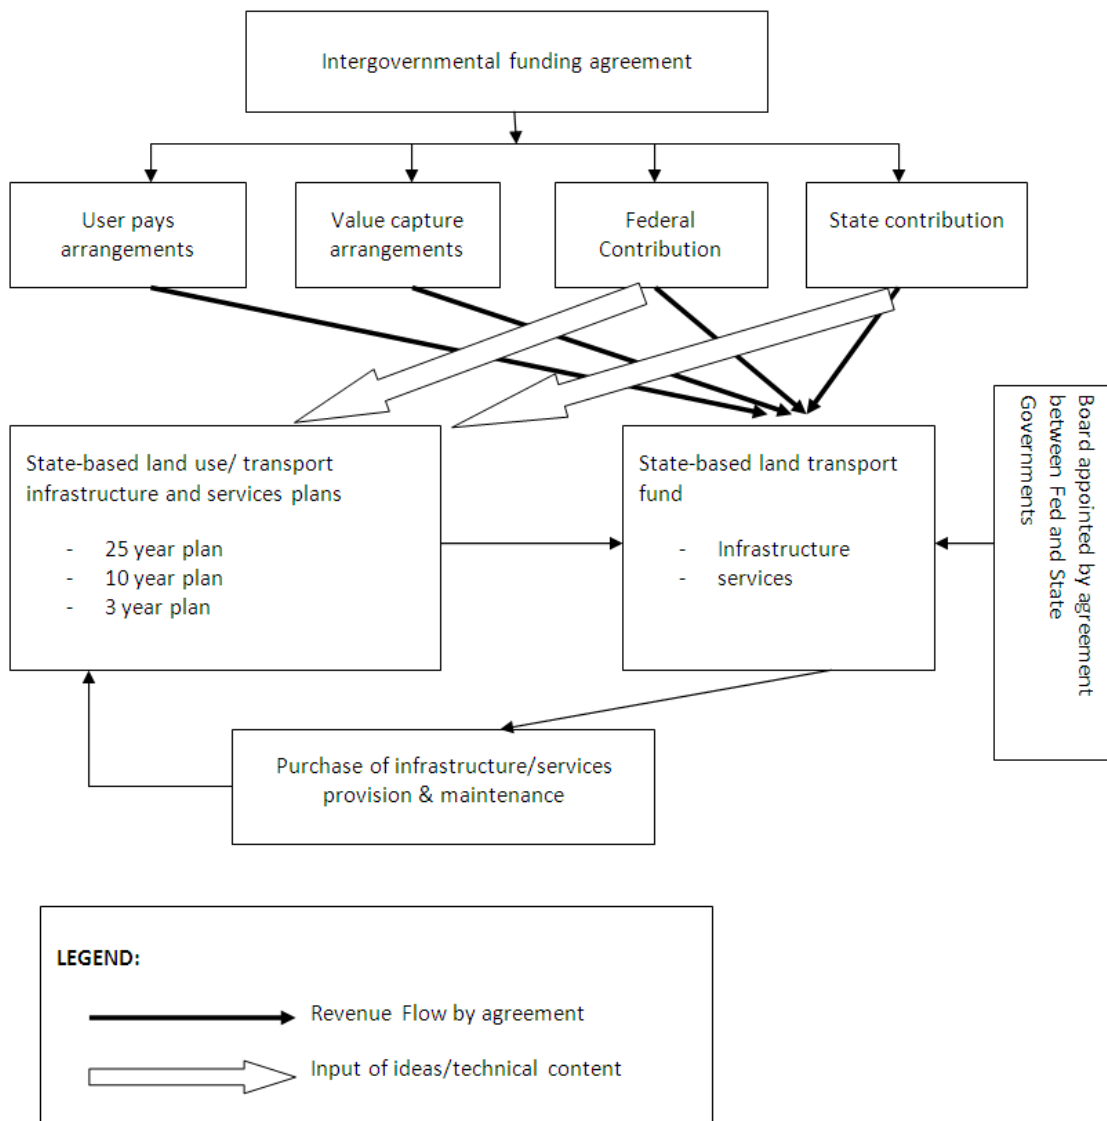 Intergovernmental funding agreement
User pays
arrangements
Value capture
arrangements
Federal
Contribution
State contribution
State-based land use/ transport
infrastructure and services plans
- 25 year plan
- 10 year plan
- 3 year plan
State-based land transport
fund
- Infrastructure
- services
Board appointed by agreement
between Fed and State
Governments
Purchase of infrastructure/services
provision & maintenance
LEGEND:
Revenue Flow by agreement
Input of ideas/technical content